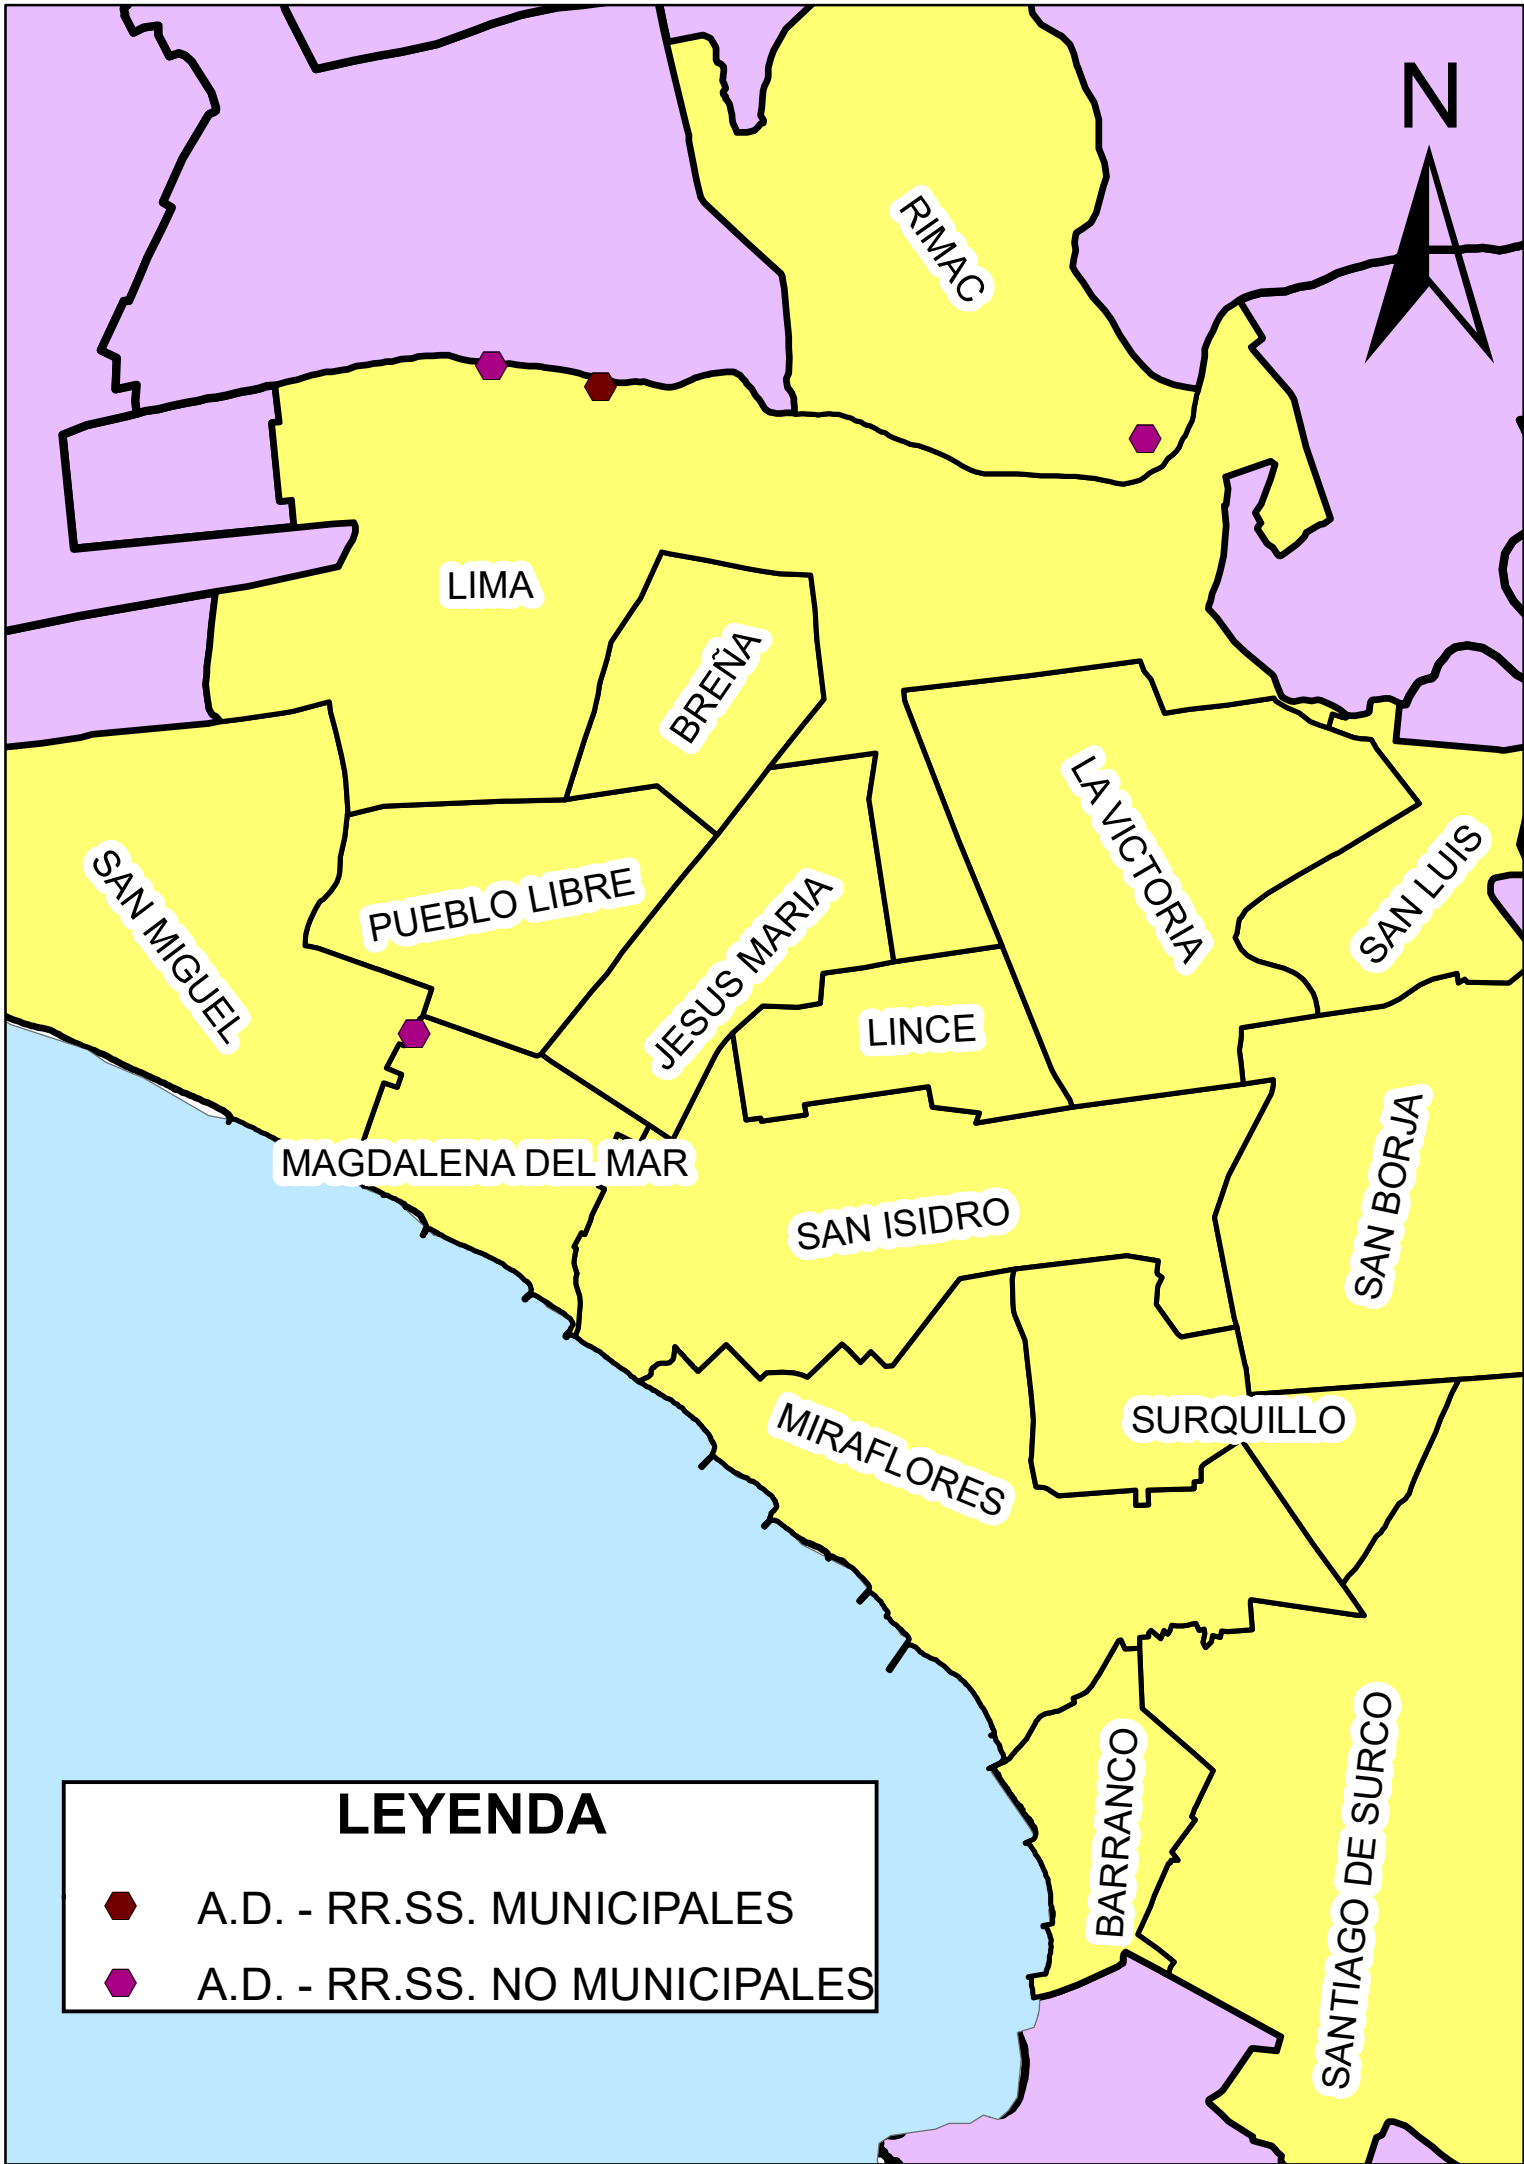 N
RIMAC
LIMA
BREÑA
LA VICTORIA
SAN LUIS
SAN MIGUEL
PUEBLO LIBRE
JESUS MARIA
LINCE
MAGDALENA DEL MAR
SAN ISIDRO
SAN BORJA
MIRAFLORES
SURQUILLO
BARRANCO
SANTIAGO DE SURCO
LEYENDA
A.D. - RR.SS. MUNICIPALES
A.D. - RR.SS. NO MUNICIPALES